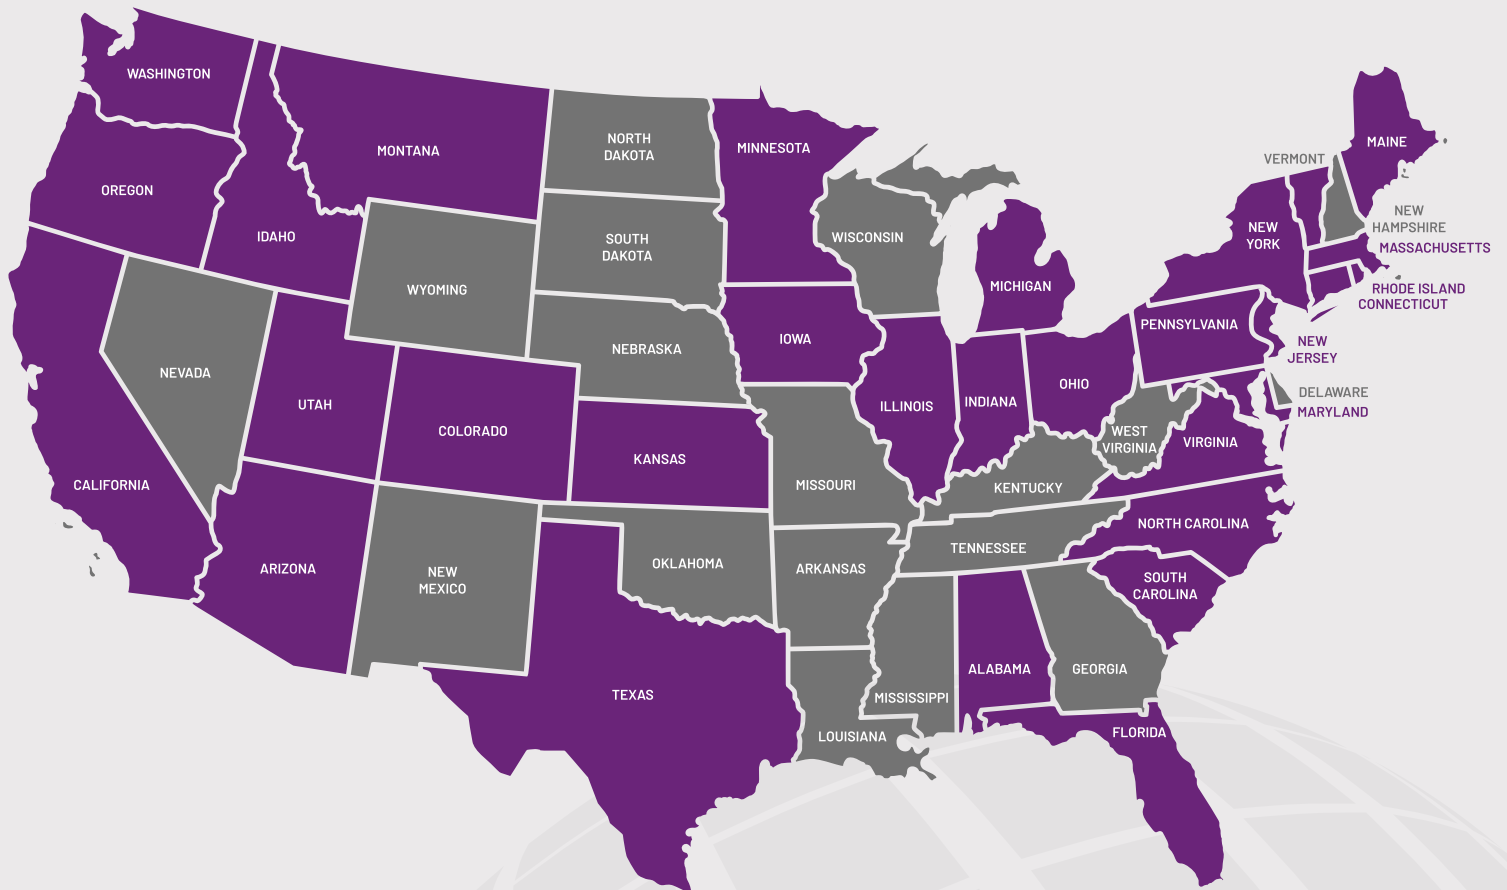 WASHINGTON
MONTANA
NORTH
DAKOTA
MINNESOTA
MAINE
VERMONT
OREGON
IDAHO
WYOMING
SOUTH
DAKOTA
WISCONSIN
MICHIGAN
NEW
YORK
NEW
HAMPSHIRE
MASSACHUSETTS
RHODE ISLAND
CONNECTICUT
NEVADA
UTAH
COLORADO
NEBRASKA
IOWA
ILLINOIS
INDIANA
OHIO
PENNSYLVANIA
NEW
JERSEY
DELAWARE
MARYLAND
CALIFORNIA
KANSAS
MISSOURI
KENTUCKY
WEST
VIRGINIA
VIRGINIA
ARIZONA
NEW
MEXICO
OKLAHOMA
ARKANSAS
TENNESSEE
NORTH CAROLINA
SOUTH
CAROLINA
TEXAS
LOUISIANA
MISSISSIPPI
ALABAMA
GEORGIA
FLORIDA